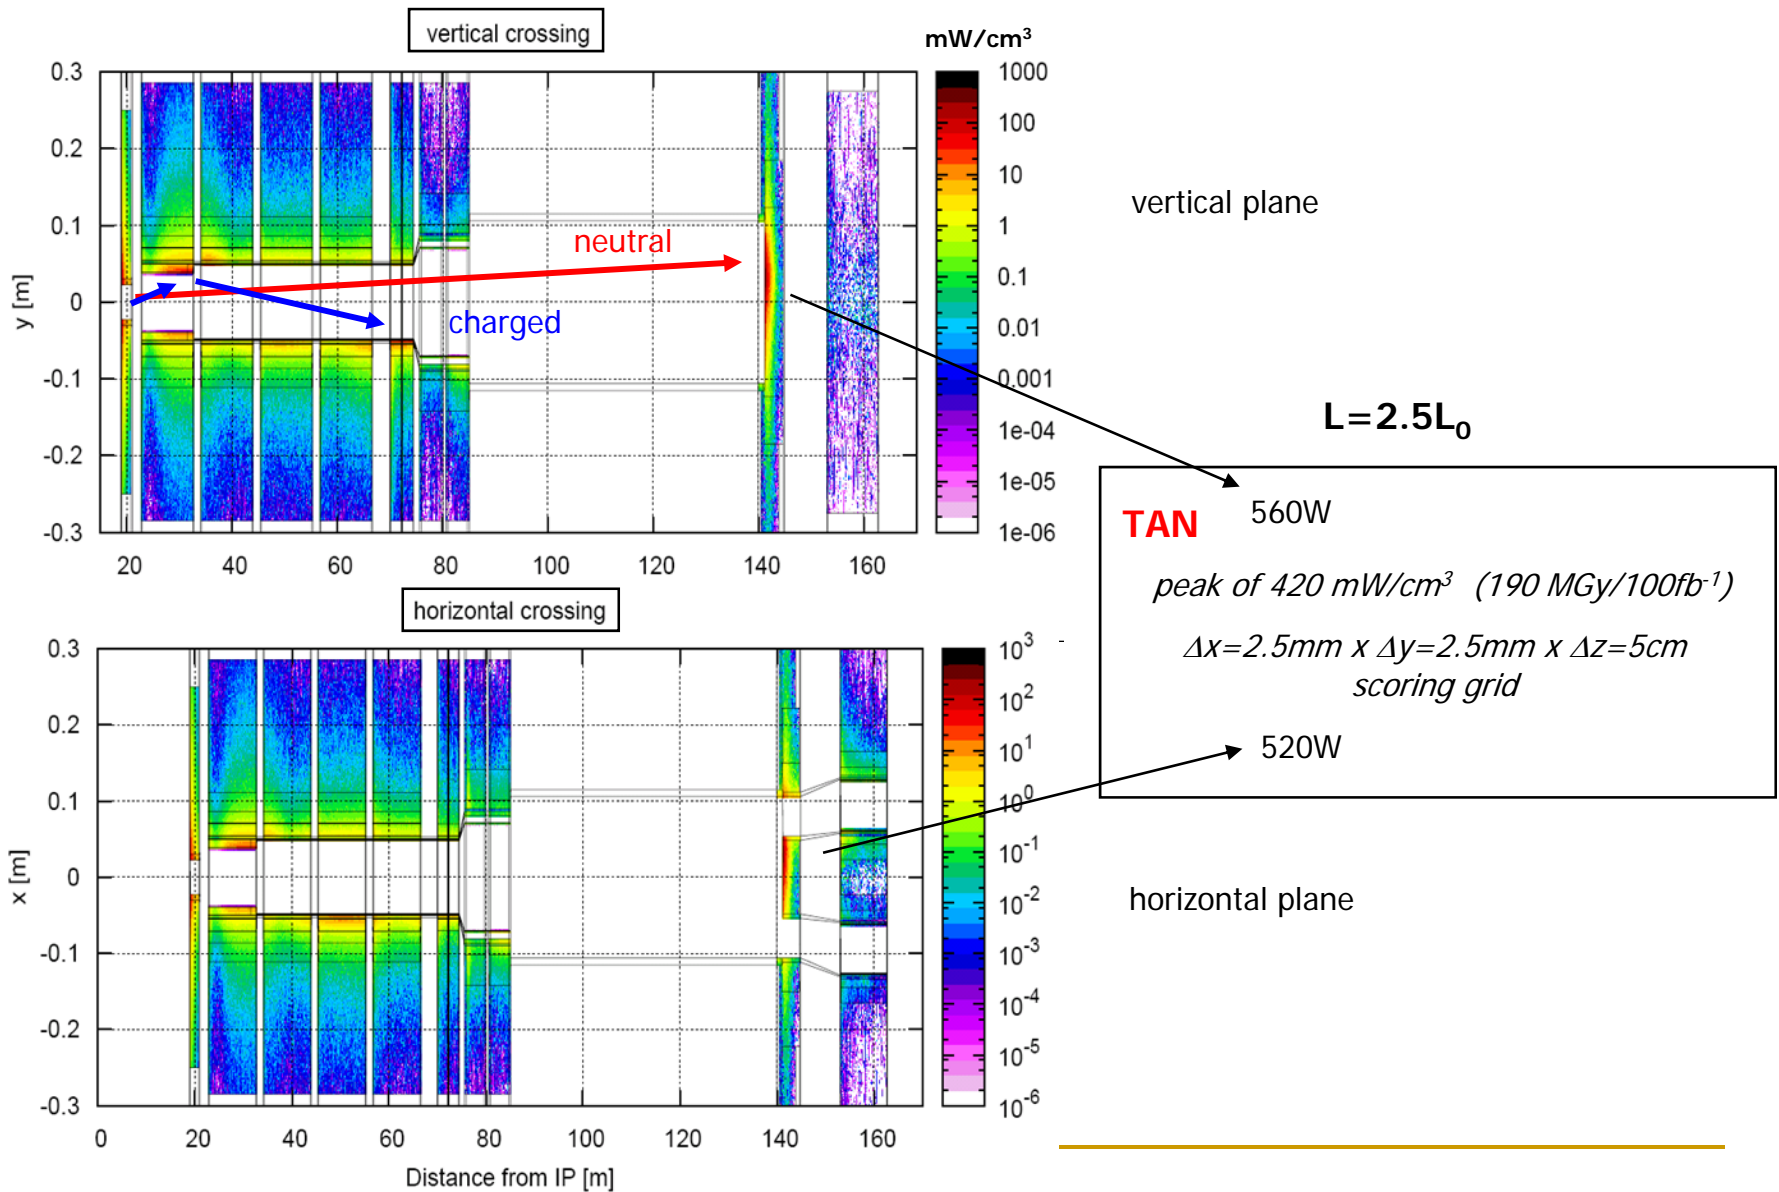 vertical crossing
mW/cm³
0.3
0.2
0.1
0
-0.1
-0.2
-0.3
y [m]
20
40
60
80
100
120
140
160
neutral
charged
1000
100
10
1
0.1
0.01
0.001
1e-04
1e-05
1e-06
vertical plane
L=2.5L₀
TAN
560W
peak of 420 mW/cm³ (190 MGy/100fb⁻¹)
Δx=2.5mm x Δy=2.5mm x Δz=5cm
scoring grid
520W
horizontal crossing
0.3
0.2
0.1
0
-0.1
-0.2
-0.3
x [m]
0
20
40
60
80
100
120
140
160
Distance from IP [m]
10³
10²
10¹
10⁰
10⁻¹
10⁻²
10⁻³
10⁻⁴
10⁻⁵
10⁻⁶
horizontal plane